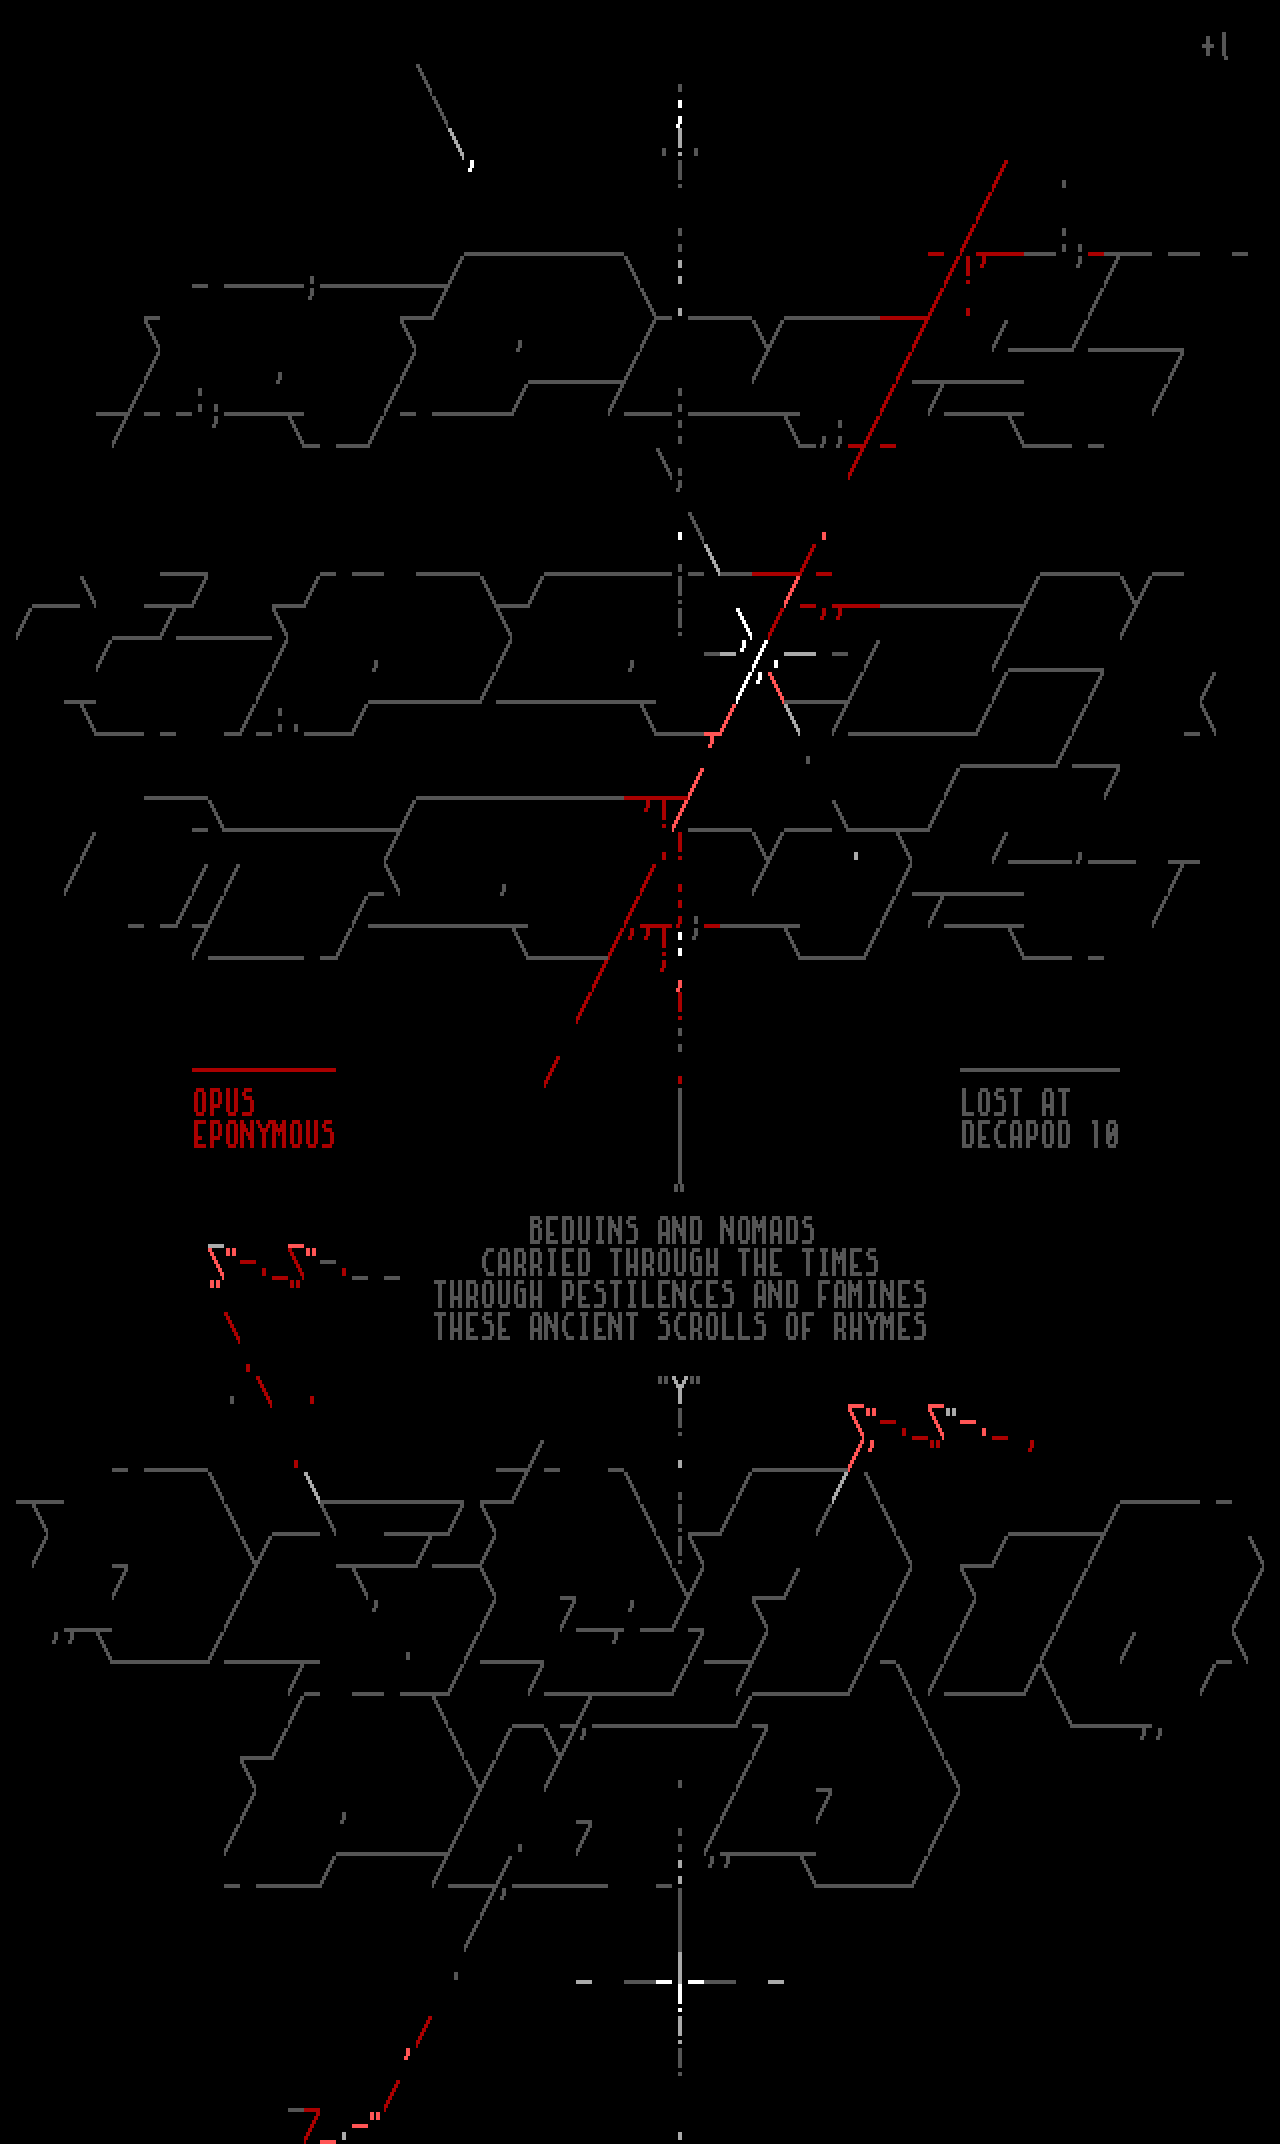 +l
OPUS
EPONYMOUS
LOST AT
DECAPOD 10
BEDUINS AND NOMADS
CARRIED THROUGH THE TIMES
THROUGH PESTILENCES AND FAMINES
THESE ANCIENT SCROLLS OF RHYMES